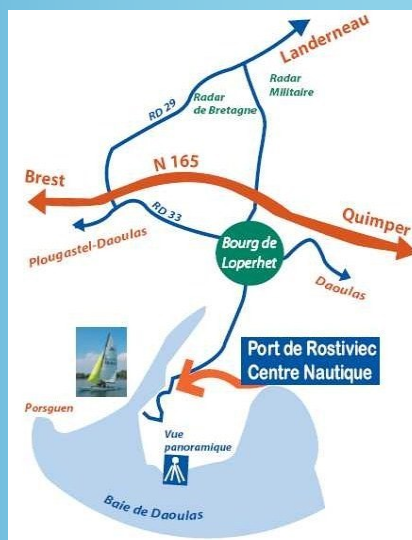 Landerneau
Radar
Militaire
Radar
de Bretagne
RD 29
N 165
Brest
RD 33
Quimper
Plougastel-Daoulas
Bourg de
Loperhet
Daoulas
Port de Rostiviec
Centre Nautique
Porsguen
Vue
panoramique
Baie de Daoulas